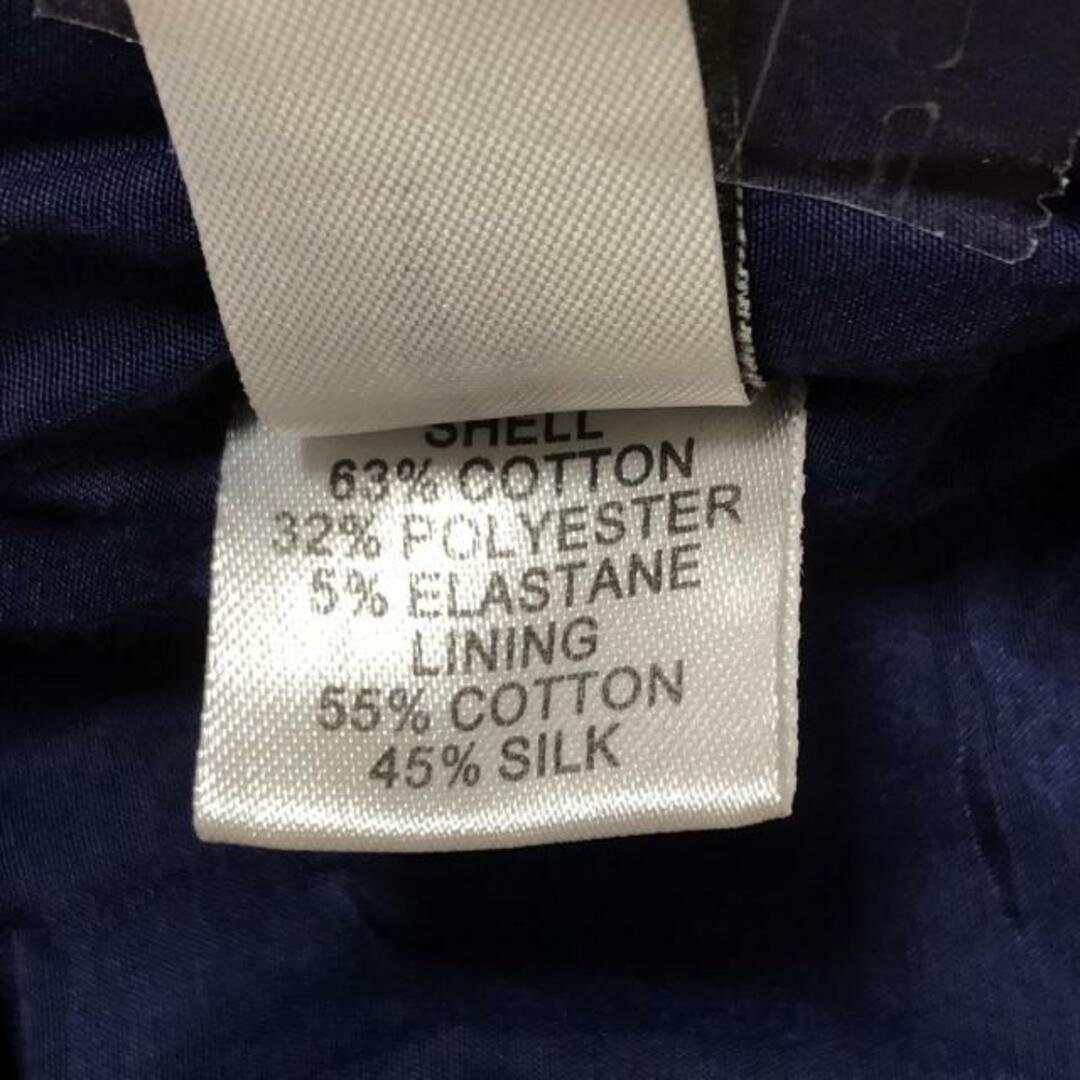 SHELL
63% COTTON
32% POLYESTER
5% ELASTANE
LINING
55% COTTON
45% SILK